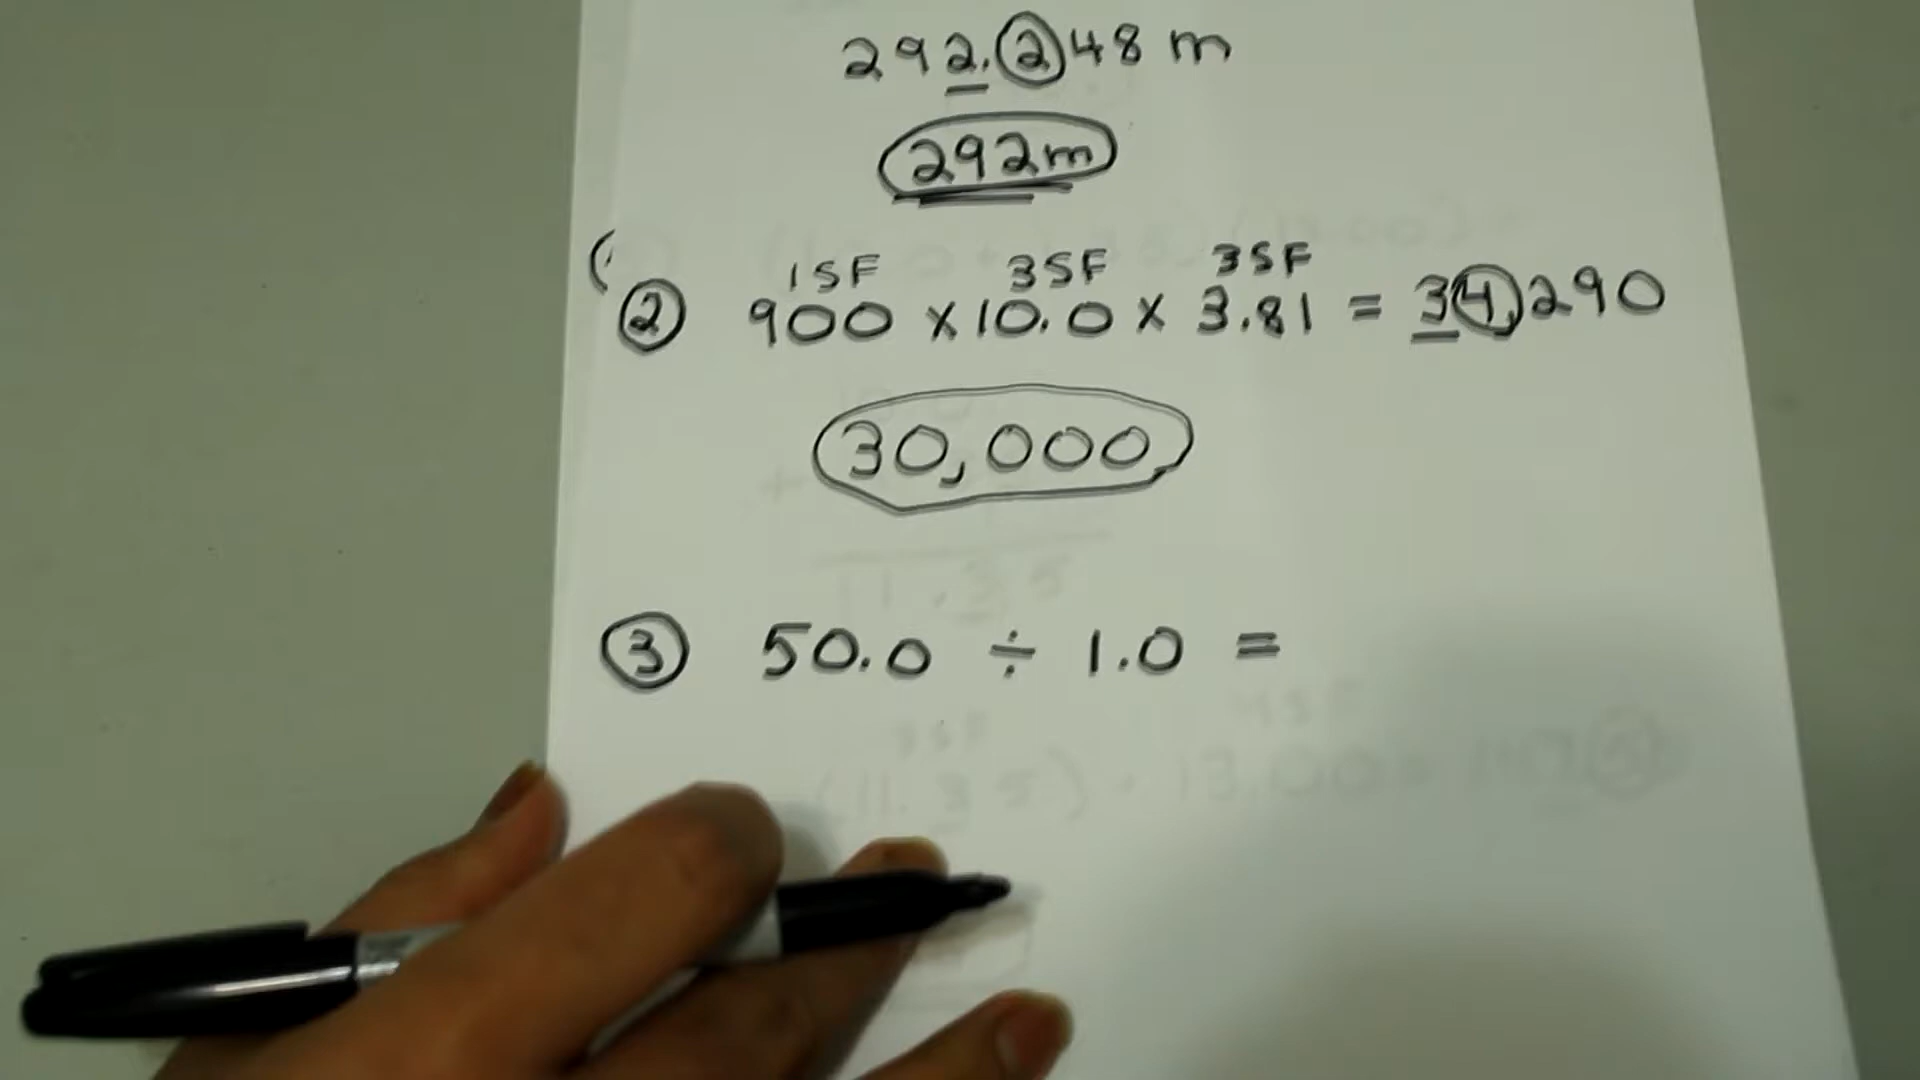 292.248 m
292m
1SF 3SF 3SF
② 900 × 10.0 × 3.81 = 34,290
30,000
③ 50.0 ÷ 1.0 =